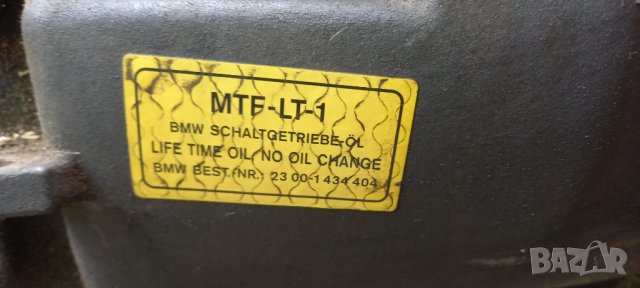 MTF-LT-1
BMW SCHALTGETRIEBE-ÖL
LIFE TIME OIL, NO OIL CHANGE
BMW BEST.-NR.: 23 00-1 434 404
BAZAR